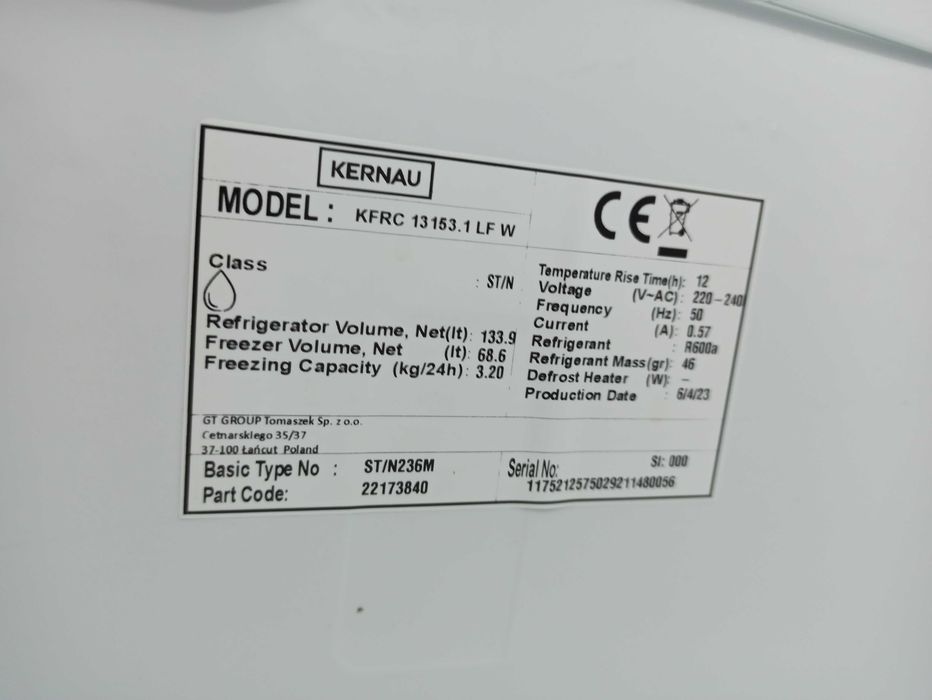 KERNAU
MODEL : KFRC 13153.1 LF W
CE
Class : ST/N
Refrigerator Volume, Net(lt): 133.9
Freezer Volume, Net (lt): 68.6
Freezing Capacity (kg/24h): 3.20
Temperature Rise Time(h): 12
Voltage (V~AC): 220-240
Frequency (Hz): 50
Current (A): 0.57
Refrigerant : R600a
Refrigerant Mass(gr): 46
Defrost Heater (W): -
Production Date : 6/4/23
GT GROUP Tomaszek Sp. z o.o.
Cetnarskiego 35/37
37-100 Łańcut Poland
Basic Type No : ST/N236M
Part Code: 22173840
Serial No: SI: 000
1175212575029211480056